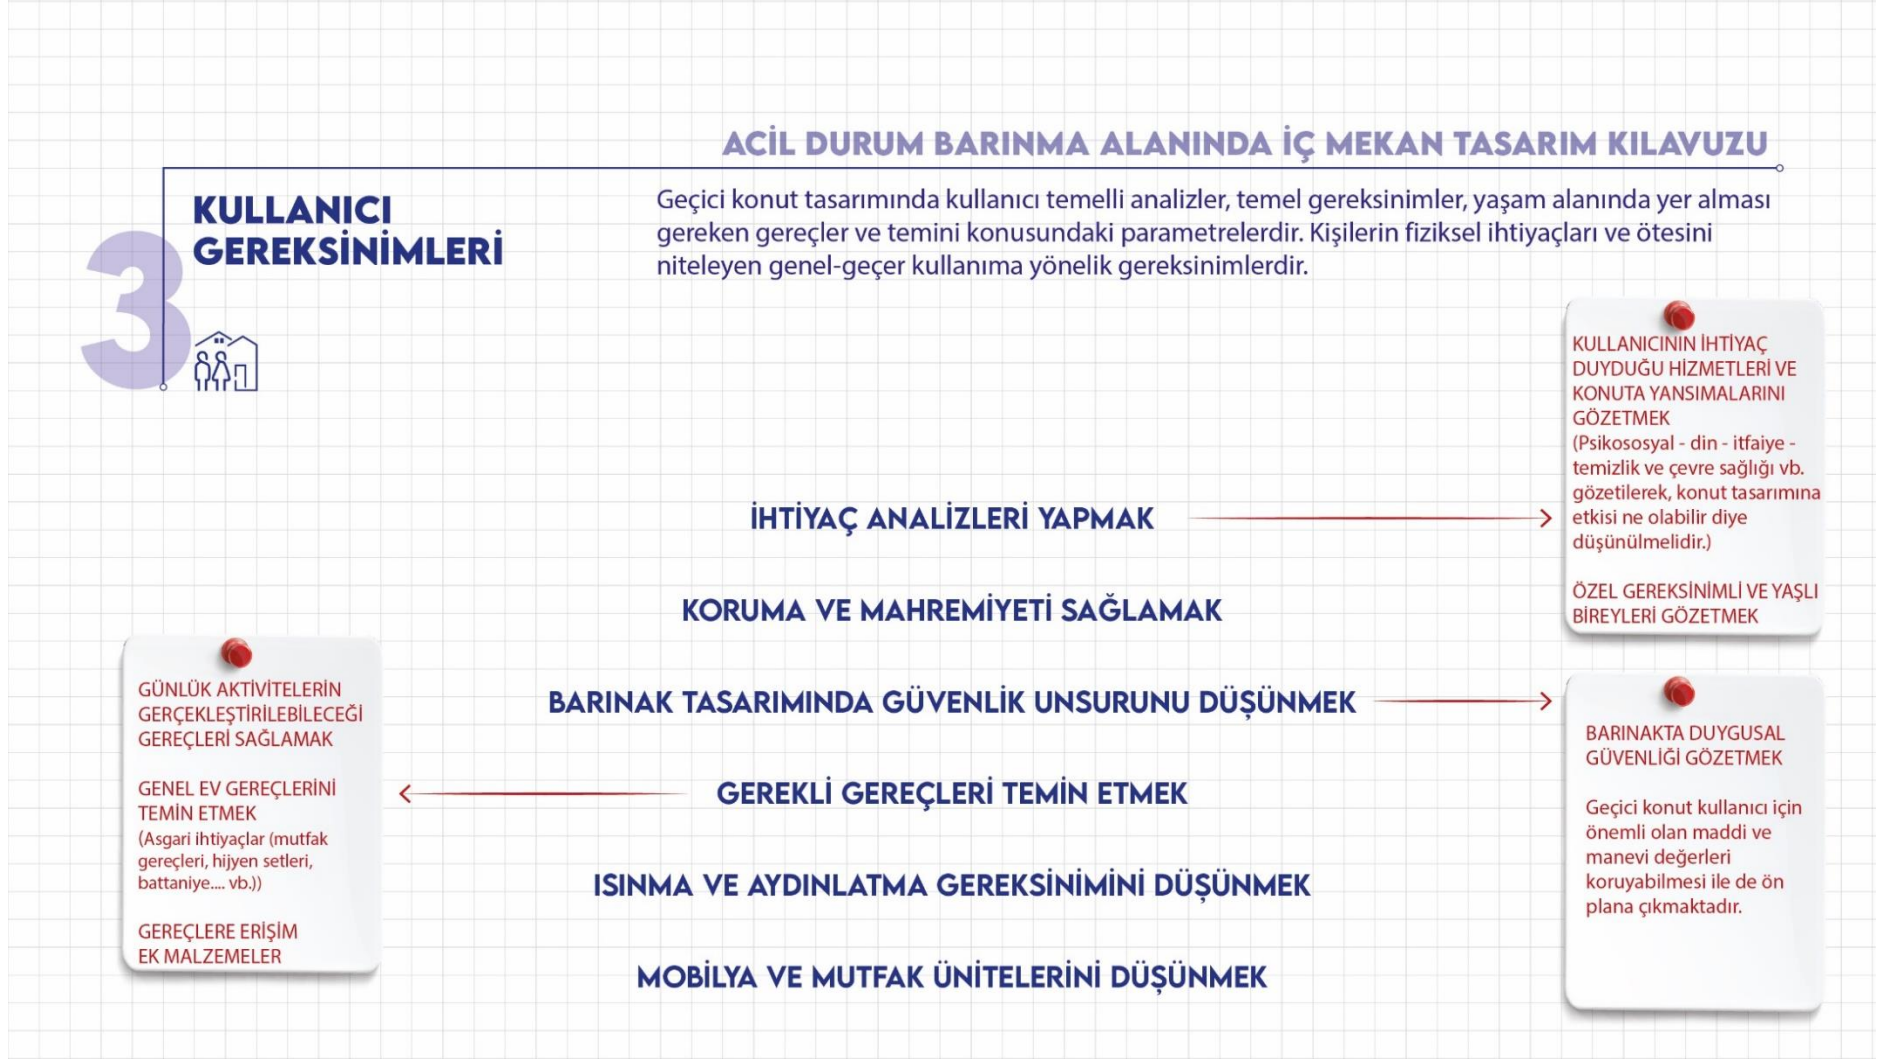 ACİL DURUM BARINMA ALANINDA İÇ MEKAN TASARIM KILAVUZU
3
KULLANICI
GEREKSİNİMLERİ
Geçici konut tasarımında kullanıcı temelli analizler, temel gereksinimler, yaşam alanında yer alması
gereken gereçler ve temini konusundaki parametrelerdir. Kişilerin fiziksel ihtiyaçları ve ötesini
niteleyen genel-geçer kullanıma yönelik gereksinimlerdir.
İHTİYAÇ ANALİZLERİ YAPMAK
KULLANICININ İHTİYAÇ
DUYDUĞU HİZMETLERİ VE
KONUTA YANSIMALARINI
GÖZETMEK
(Psikososyal - din - itfaiye -
temizlik ve çevre sağlığı vb.
gözetilerek, konut tasarımına
etkisi ne olabilir diye
düşünülmelidir.)
ÖZEL GEREKSİNİMLİ VE YAŞLI
BİREYLERİ GÖZETMEK
KORUMA VE MAHREMİYETİ SAĞLAMAK
BARINAK TASARIMINDA GÜVENLİK UNSURUNU DÜŞÜNMEK
BARINAKTA DUYGUSAL
GÜVENLİĞİ GÖZETMEK
Geçici konut kullanıcı için
önemli olan maddi ve
manevi değerleri
koruyabilmesi ile de ön
plana çıkmaktadır.
GEREKLİ GEREÇLERİ TEMİN ETMEK
GÜNLÜK AKTİVİTELERİN
GERÇEKLEŞTİRİLEBİLECEĞİ
GEREÇLERİ SAĞLAMAK
GENEL EV GEREÇLERİNİ
TEMİN ETMEK
(Asgari ihtiyaçlar (mutfak
gereçleri, hijyen setleri,
battaniye.... vb.))
GEREÇLERE ERİŞİM
EK MALZEMELER
ISINMA VE AYDINLATMA GEREKSİNİMİNİ DÜŞÜNMEK
MOBİLYA VE MUTFAK ÜNİTELERİNİ DÜŞÜNMEK